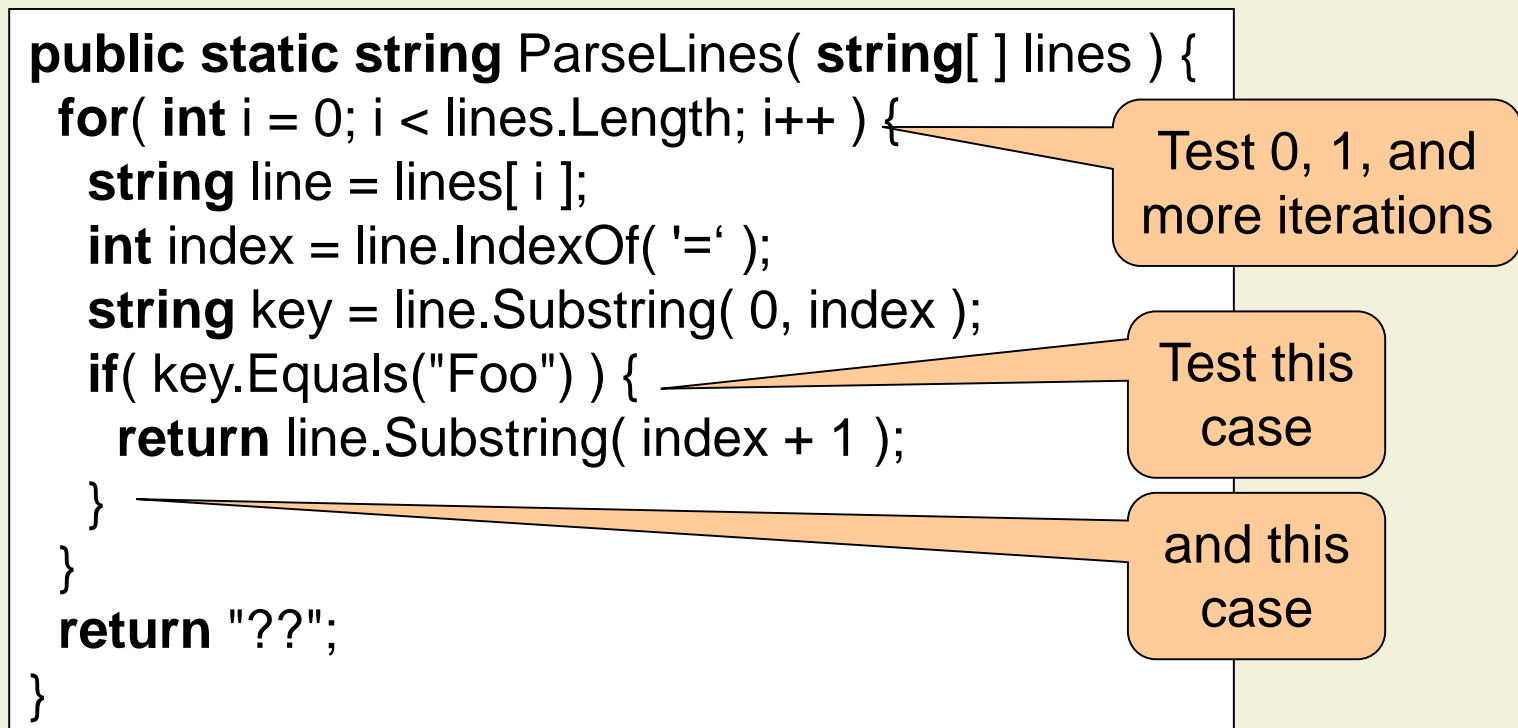 public static string ParseLines( string[ ] lines ) {
for( int i = 0; i < lines.Length; i++ ) {
string line = lines[ i ];
int index = line.IndexOf( '=‘ );
string key = line.Substring( 0, index );
if( key.Equals("Foo") ) {
return line.Substring( index + 1 );
}
}
return "??";
}
Test 0, 1, and
more iterations
Test this
case
and this
case